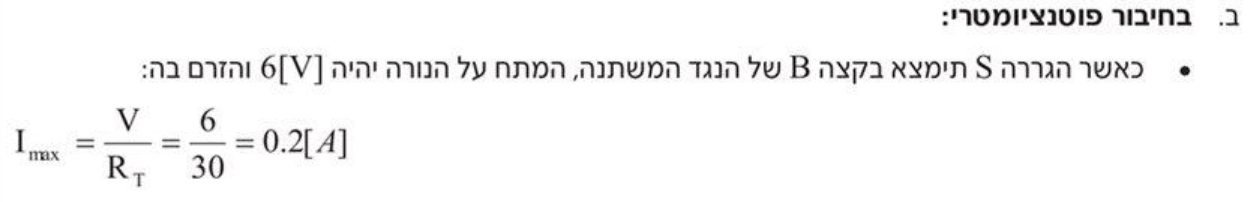 ב. בחיבור פוטנציומטרי:
• כאשר הגררה S תימצא בקצה B של הנגד המשתנה, המתח על הנורה יהיה 6[V] והזרם בה:
I_max = V/R_T = 6/30 = 0.2[A]